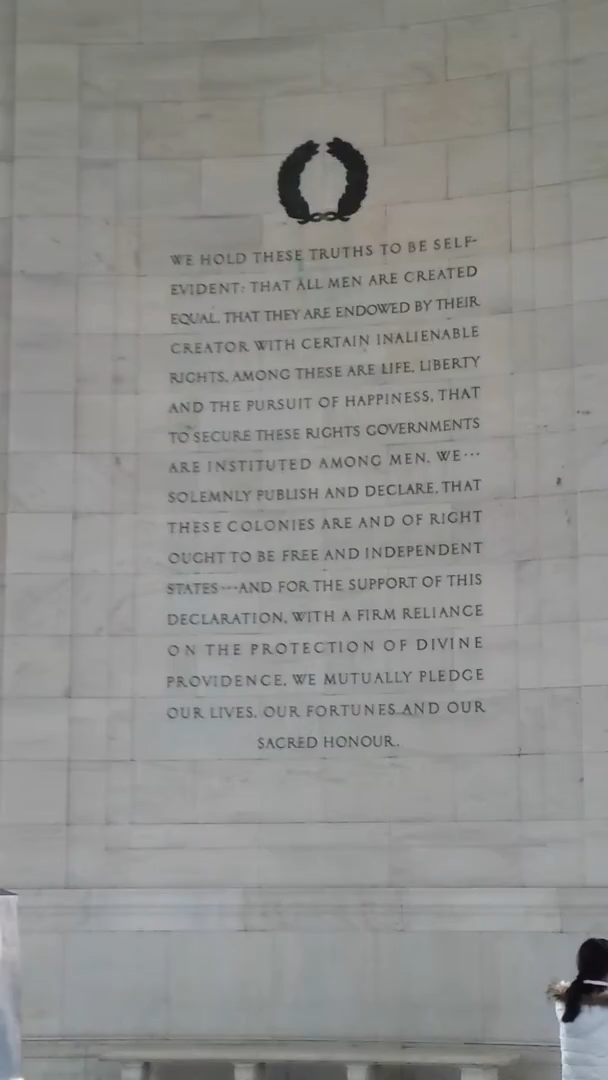 WE HOLD THESE TRUTHS TO BE SELF-
EVIDENT: THAT ALL MEN ARE CREATED
EQUAL, THAT THEY ARE ENDOWED BY THEIR
CREATOR WITH CERTAIN INALIENABLE
RIGHTS, AMONG THESE ARE LIFE, LIBERTY
AND THE PURSUIT OF HAPPINESS, THAT
TO SECURE THESE RIGHTS GOVERNMENTS
ARE INSTITUTED AMONG MEN. WE···
SOLEMNLY PUBLISH AND DECLARE, THAT
THESE COLONIES ARE AND OF RIGHT
OUGHT TO BE FREE AND INDEPENDENT
STATES···AND FOR THE SUPPORT OF THIS
DECLARATION, WITH A FIRM RELIANCE
ON THE PROTECTION OF DIVINE
PROVIDENCE, WE MUTUALLY PLEDGE
OUR LIVES, OUR FORTUNES AND OUR
SACRED HONOUR.